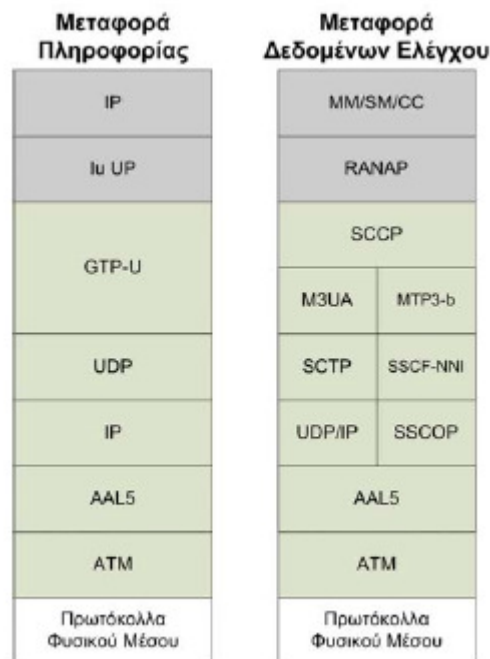 Μεταφορά
Πληροφορίας
IP
Iu UP
GTP-U
UDP
IP
AAL5
ATM
Πρωτόκολλα
Φυσικού Μέσου
Μεταφορά
Δεδομένων Ελέγχου
MM/SM/CC
RANAP
SCCP
M3UA MTP3-b
SCTP SSCF-NNI
UDP/IP SSCOP
AAL5
ATM
Πρωτόκολλα
Φυσικού Μέσου